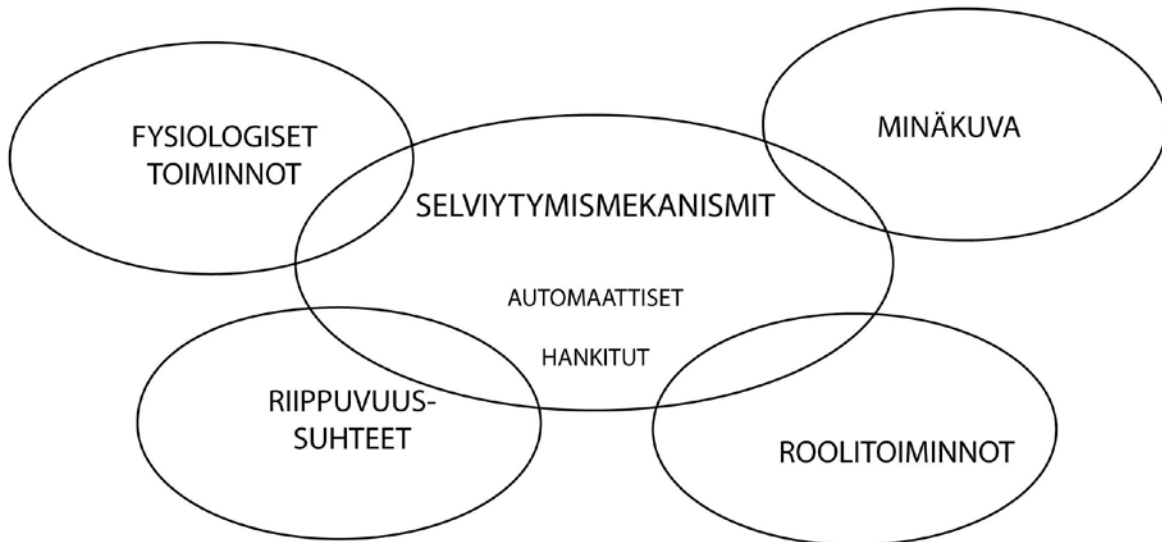 FYSIOLOGISET
TOIMINNOT
MINÄKUVA
SELVIYTYMISMEKANISMIT
AUTOMAATTISET
HANKITUT
RIIPPUVUUS-
SUHTEET
ROOLITOIMINNOT